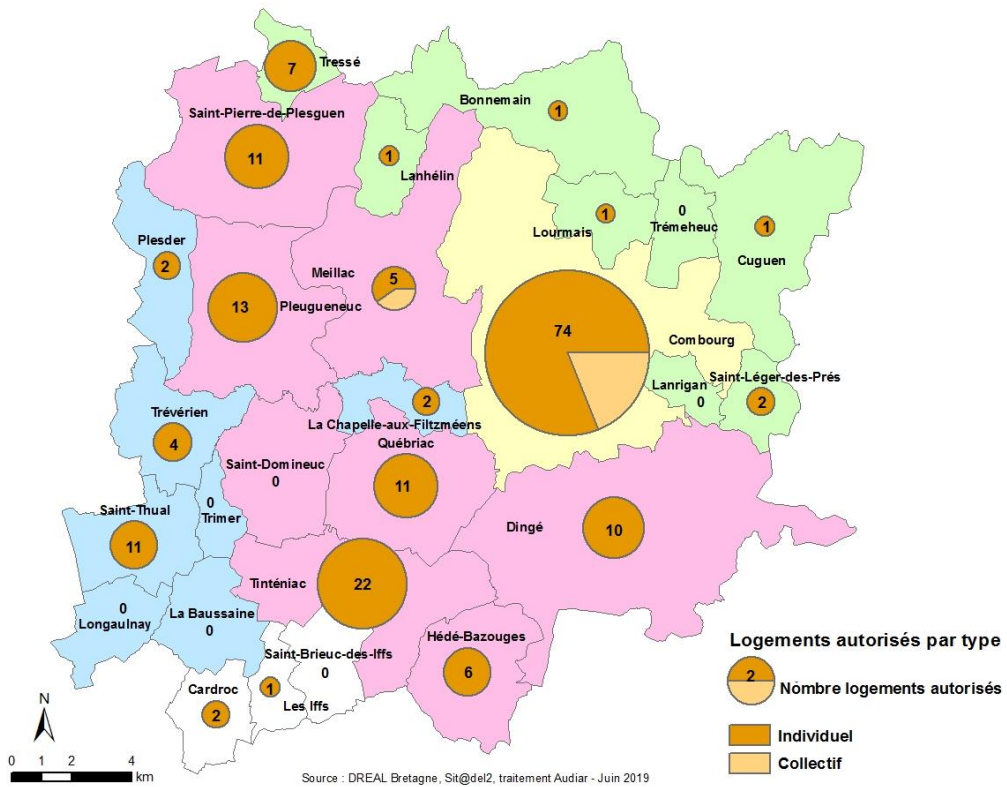 7
Tressé
Saint-Pierre-de-Plesguen
11
Bonnemain
1
1
Lanhélin
1
Lourmais
0
Trémeheuc
1
Cuguen
Plesder
2
Meillac
5
13
Pleugueneuc
74
Combourg
Lanrigan
0
Saint-Léger-des-Prés
2
2
La Chapelle-aux-Filtzméens
Trévérien
4
Québriac
11
Saint-Domineuc
0
0
Trimer
Saint-Thual
11
Dingé
10
Tinténiac
22
0
Longaulnay
La Baussaine
0
Saint-Brieuc-des-Iffs
0
Hédé-Bazouges
6
Cardroc
2
1
Les Iffs
Logements autorisés par type
2
Nombre logements autorisés
Individuel
Collectif
N
0 1 2 4
km
Source : DREAL Bretagne, Sit@del2, traitement Audiar - Juin 2019